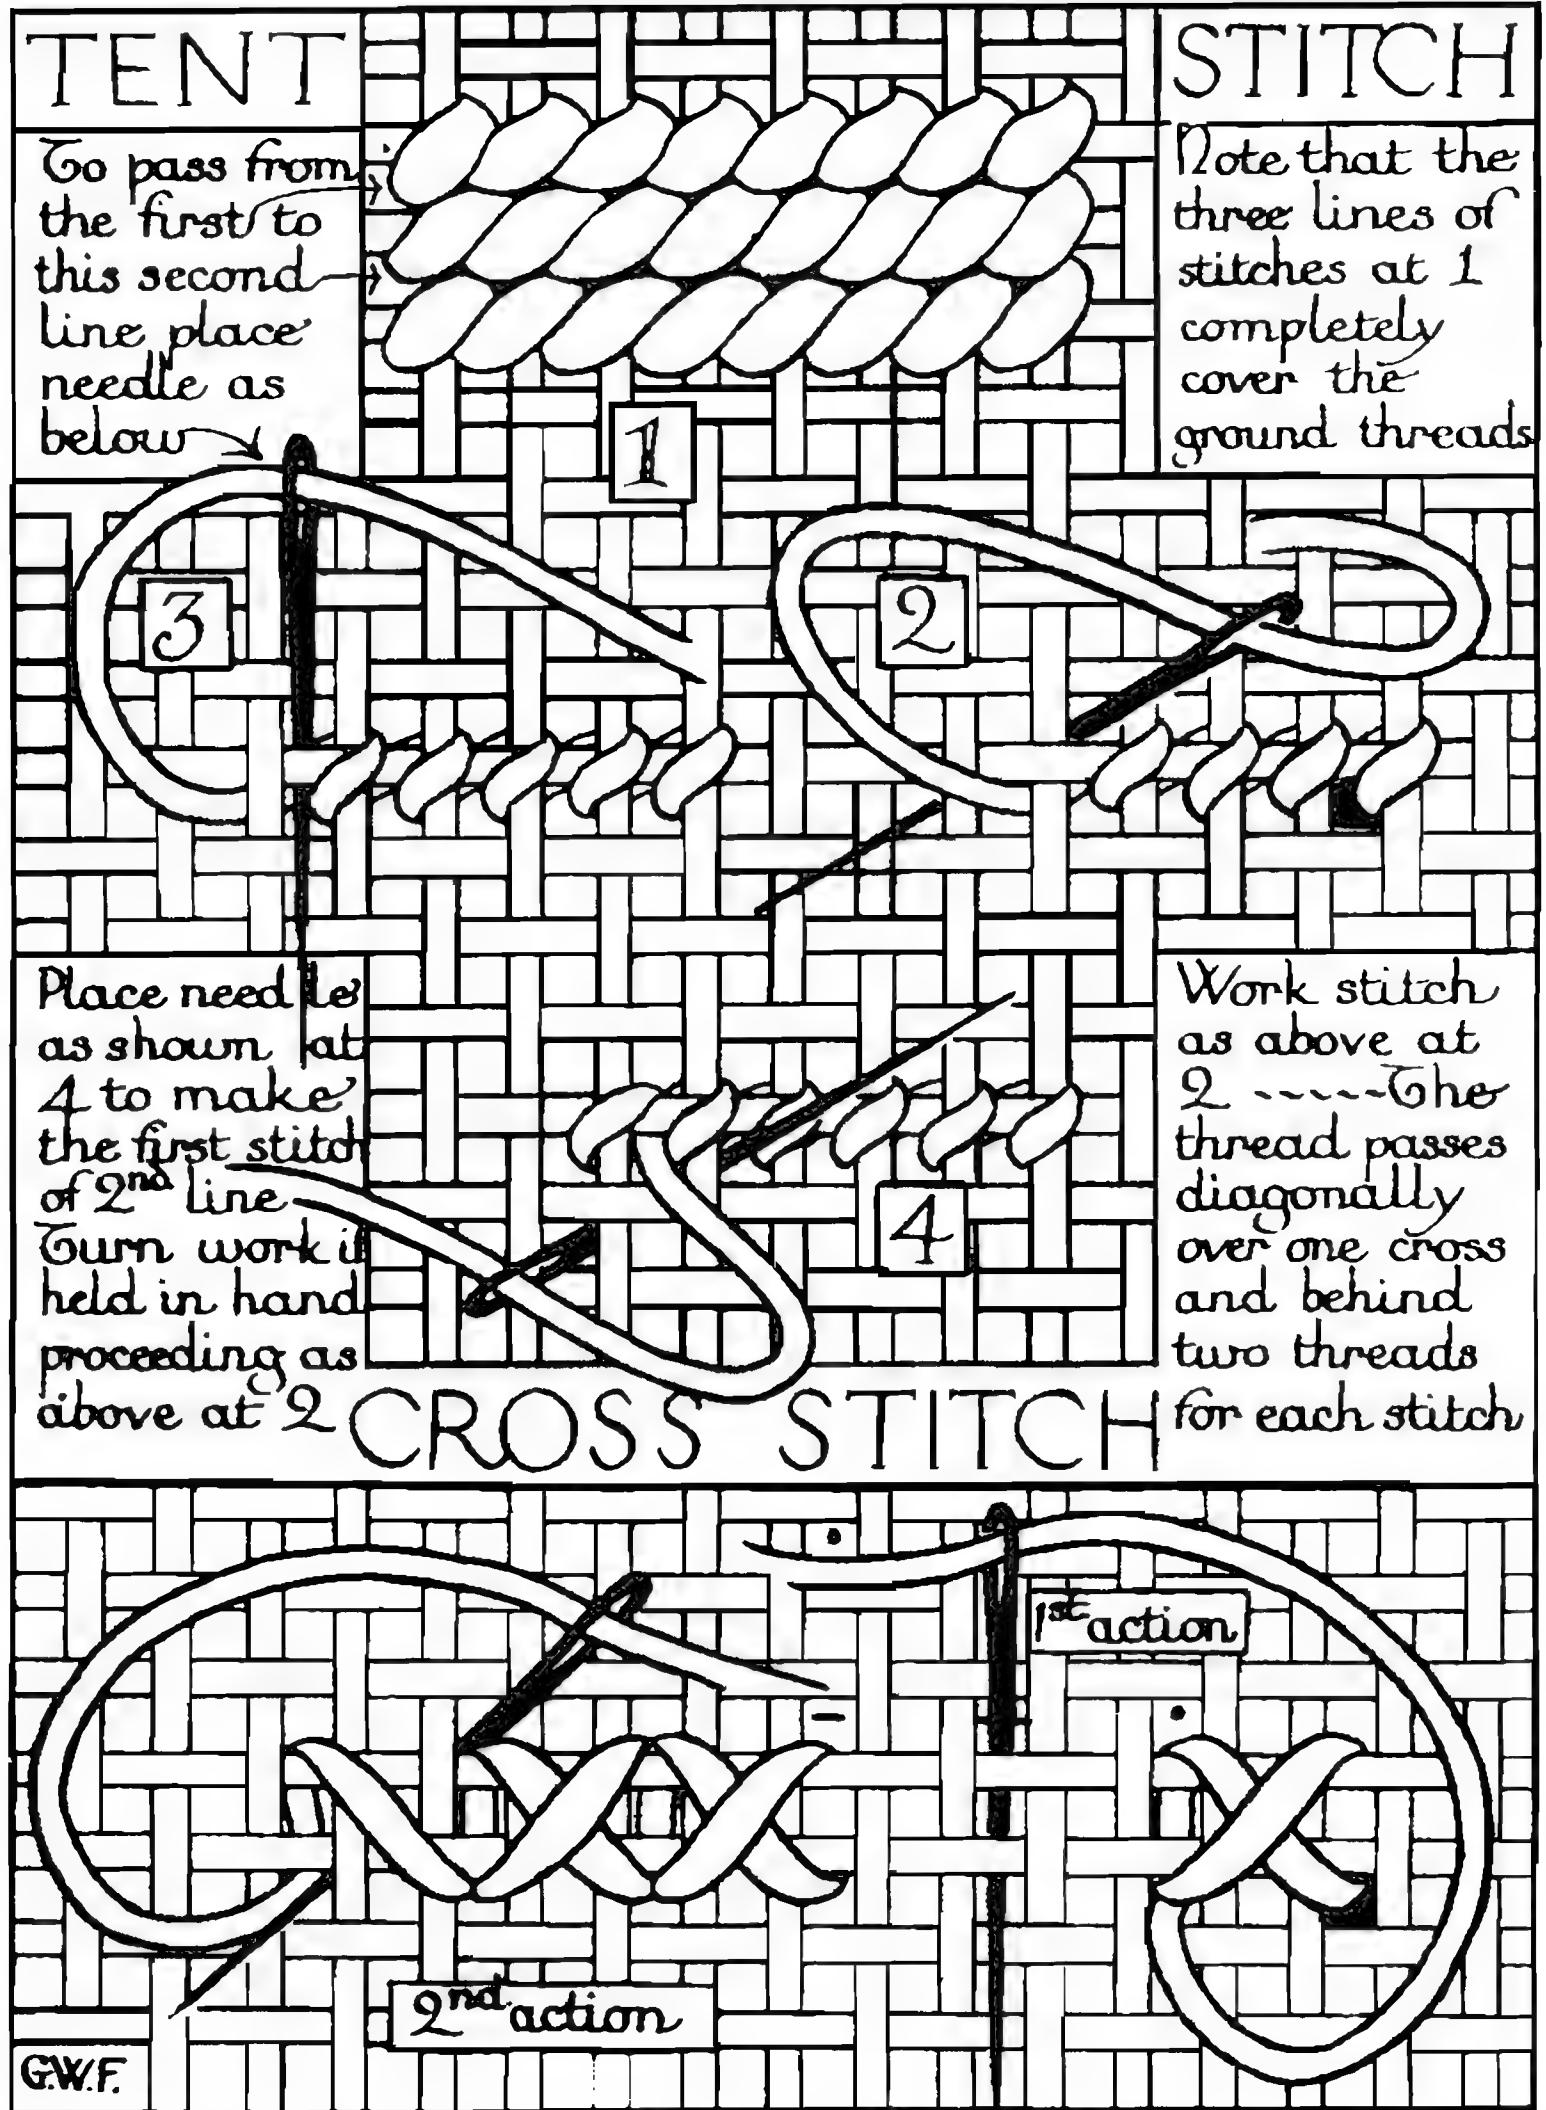 TENT STITCH
To pass from
the first to
this second
line place
needle as
below
Note that the
three lines of
stitches at 1
completely
cover the
ground threads
1
3
2
Place needle
as shown at
4 to make
the first stitch
of 2nd line
Turn work if
held in hand
proceeding as
above at 2
4
Work stitch
as above at
2 -----The
thread passes
diagonally
over one cross
and behind
two threads
for each stitch
CROSS STITCH
1st action
2nd action
G.W.F.